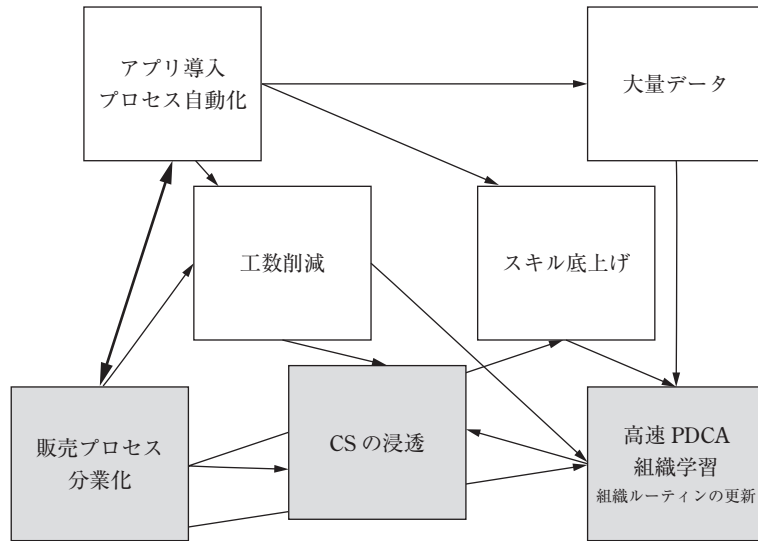 アプリ導入
プロセス自動化
大量データ
工数削減
スキル底上げ
販売プロセス
分業化
CS の浸透
高速 PDCA
組織学習
組織ルーティンの更新